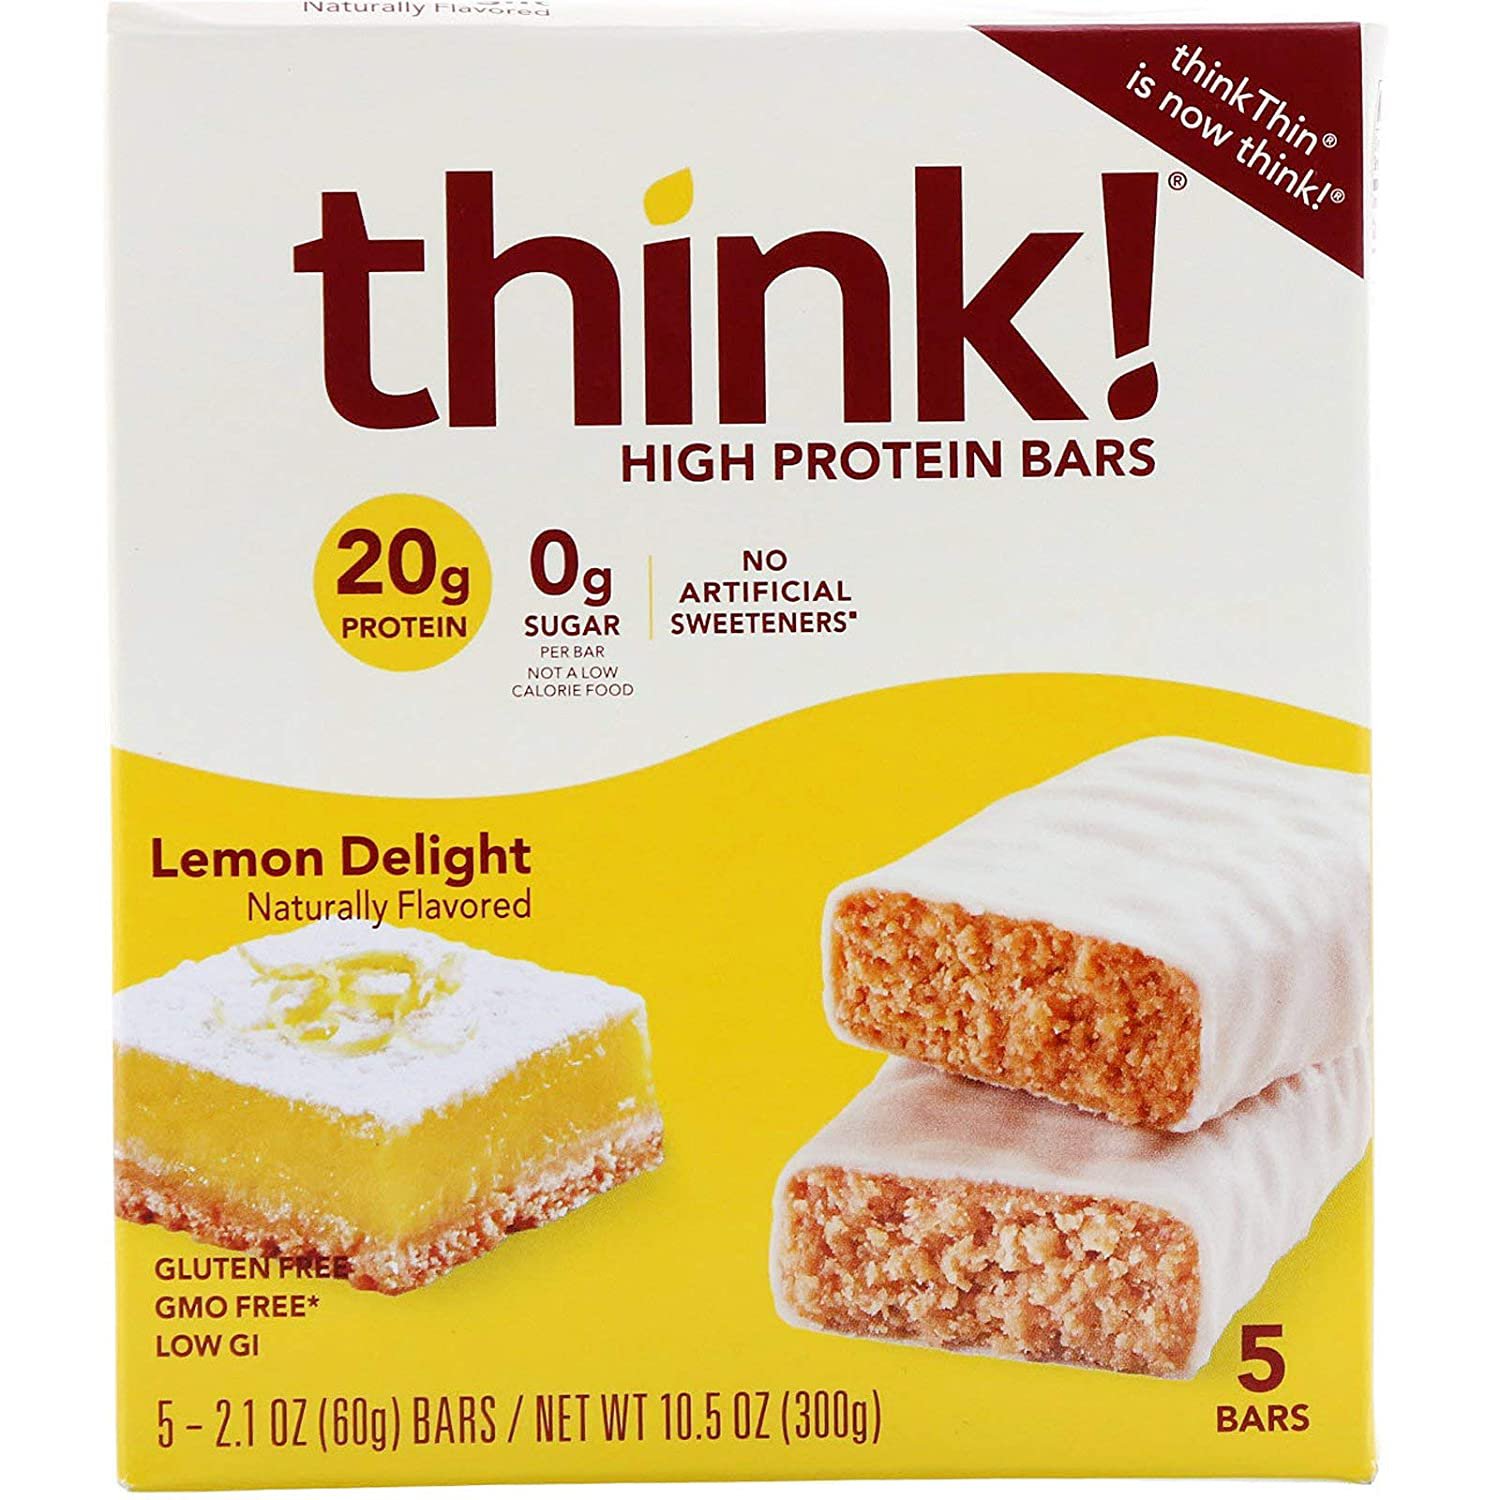 Naturally Flavored
thinkThin®
is now think!®
think!®
HIGH PROTEIN BARS
20g
PROTEIN
0g
SUGAR
PER BAR
NOT A LOW
CALORIE FOOD
NO
ARTIFICIAL
SWEETENERS▪
Lemon Delight
Naturally Flavored
GLUTEN FREE
GMO FREE*
LOW GI
5 – 2.1 OZ (60g) BARS / NET WT 10.5 OZ (300g)
5
BARS